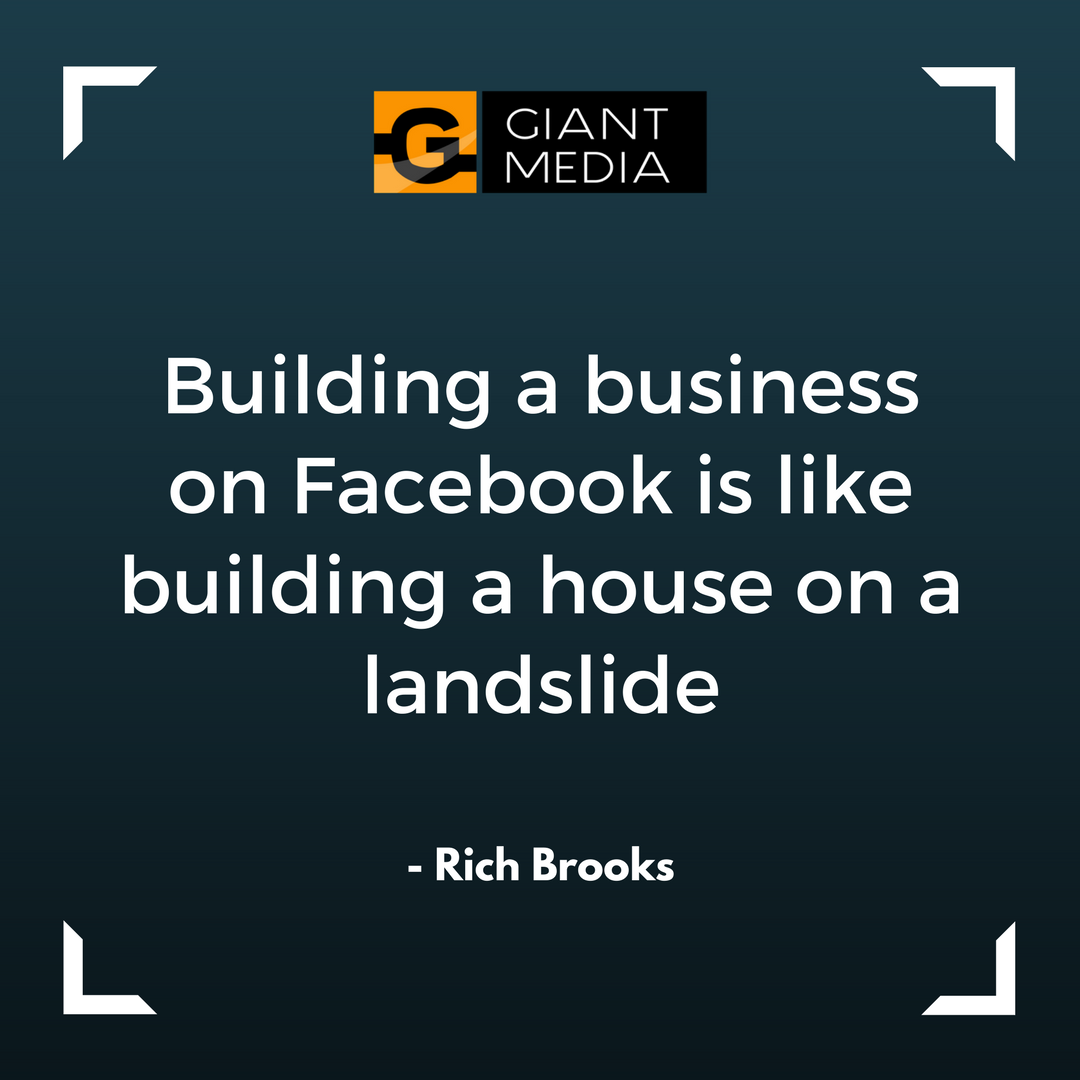 G
GIANT
MEDIA
Building a business
on Facebook is like
building a house on a
landslide
- Rich Brooks